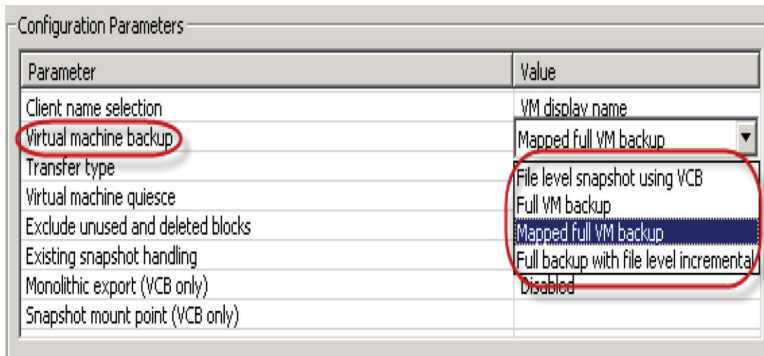 Configuration Parameters
Parameter Value
Client name selection VM display name
Virtual machine backup Mapped full VM backup
Transfer type
File level snapshot using VCB
Virtual machine quiesce Full VM backup
Exclude unused and deleted blocks Mapped full VM backup
Existing snapshot handling Full backup with file level incremental
Monolithic export (VCB only) Disabled
Snapshot mount point (VCB only)